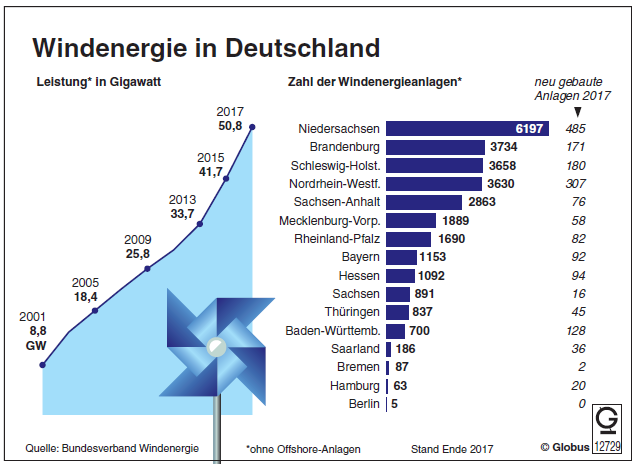 Windenergie in Deutschland
Leistung* in Gigawatt
2017
50,8
2015
41,7
2013
33,7
2009
25,8
2005
18,4
2001
8,8
GW
Zahl der Windenergieanlagen*
neu gebaute
Anlagen 2017
Niedersachsen 6197 485
Brandenburg 3734 171
Schleswig-Holst. 3658 180
Nordrhein-Westf. 3630 307
Sachsen-Anhalt 2863 76
Mecklenburg-Vorp. 1889 58
Rheinland-Pfalz 1690 82
Bayern 1153 92
Hessen 1092 94
Sachsen 891 16
Thüringen 837 45
Baden-Württemb. 700 128
Saarland 186 36
Bremen 87 2
Hamburg 63 20
Berlin 5 0
G
Quelle: Bundesverband Windenergie *ohne Offshore-Anlagen Stand Ende 2017 © Globus 12729